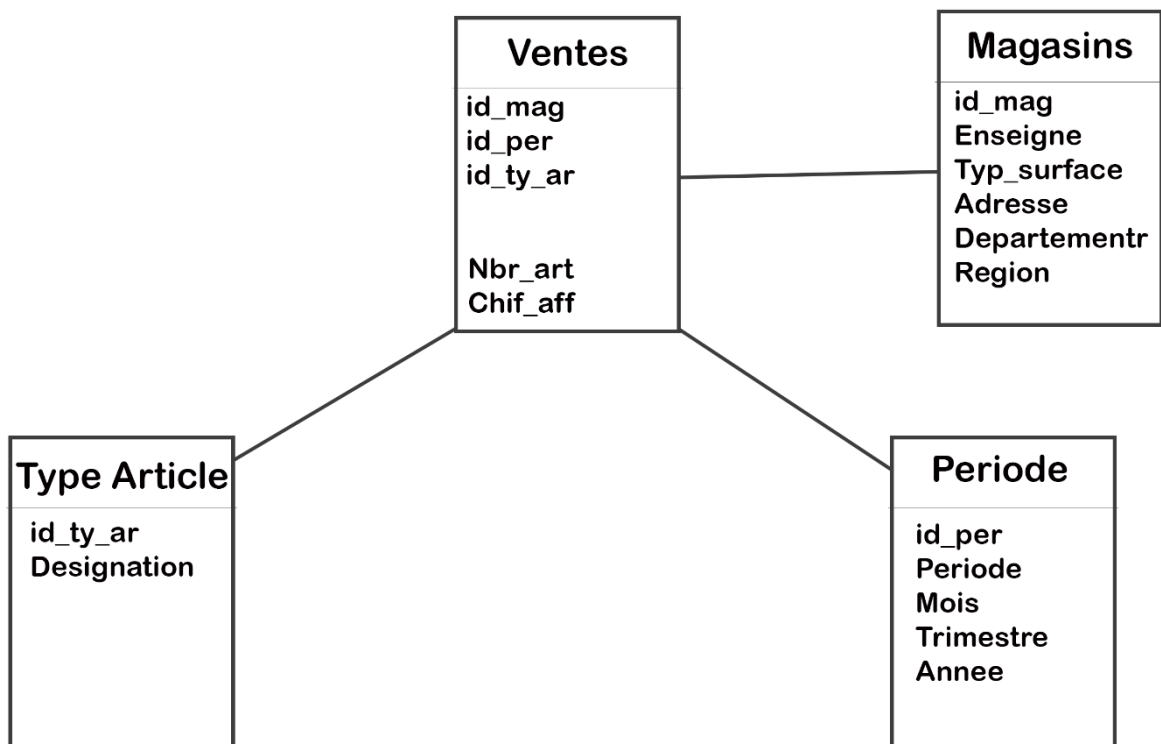 Ventes
id_mag
id_per
id_ty_ar
Nbr_art
Chif_aff
Magasins
id_mag
Enseigne
Typ_surface
Adresse
Departementr
Region
Type Article
id_ty_ar
Designation
Periode
id_per
Periode
Mois
Trimestre
Annee